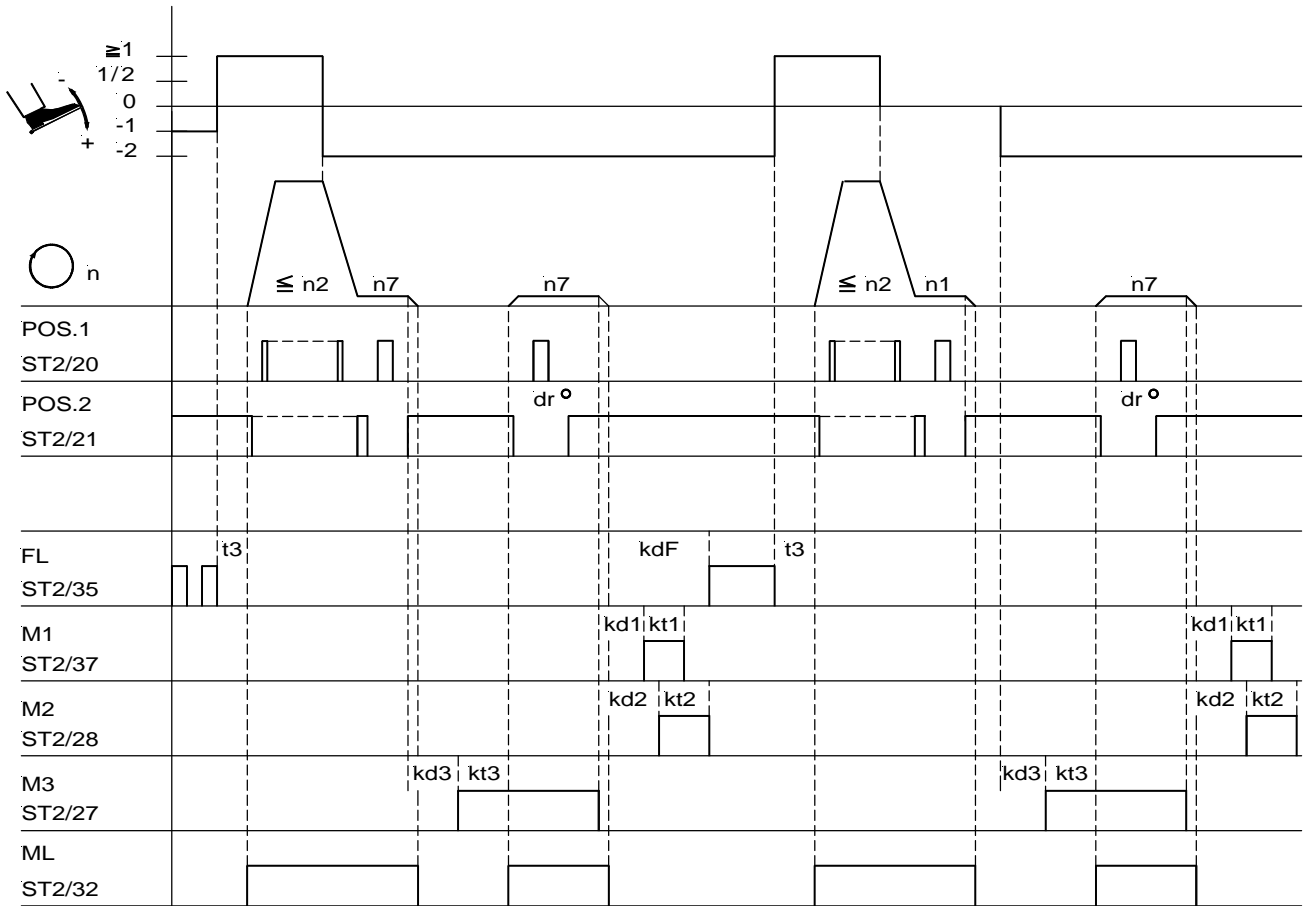 ≧1
1/2
0
-1
-2
-
+
n
≦ n2 n7 n7 ≦ n2 n1 n7
POS.1
ST2/20
POS.2 dr° dr°
ST2/21
FL t3 kdF t3
ST2/35
M1 kd1 kt1 kd1 kt1
ST2/37
M2 kd2 kt2 kd2 kt2
ST2/28
M3 kd3 kt3 kd3 kt3
ST2/27
ML
ST2/32